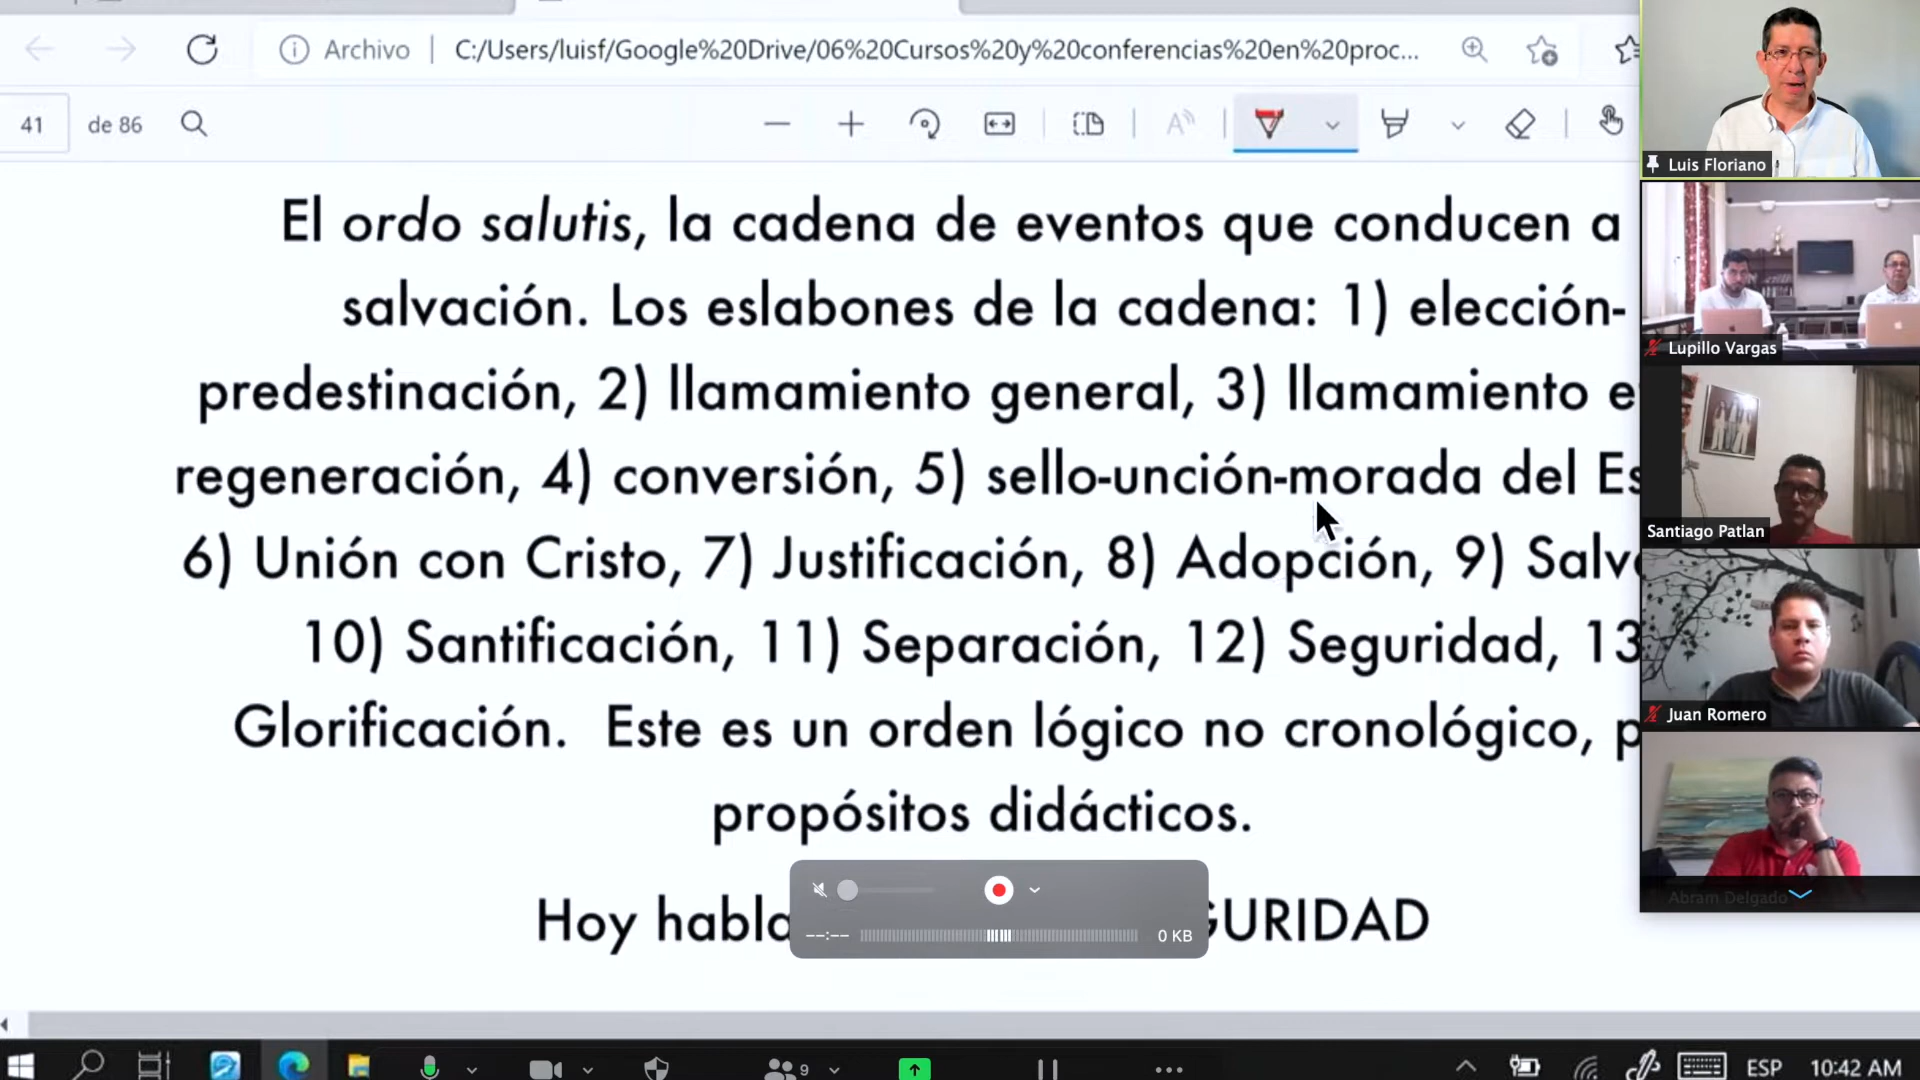 Archivo
C:/Users/luisf/Google%20Drive/06%20Cursos%20y%20conferencias%20en%20proc...
41 de 86
El ordo salutis, la cadena de eventos que conducen a
salvación. Los eslabones de la cadena: 1) elección-
predestinación, 2) llamamiento general, 3) llamamiento
regeneración, 4) conversión, 5) sello-unción-morada del
6) Unión con Cristo, 7) Justificación, 8) Adopción, 9)
10) Santificación, 11) Separación, 12) Seguridad, 13
Glorificación. Este es un orden lógico no cronológico,
propósitos didácticos.
Hoy
0 KB
Luis Floriano
Lupillo Vargas
Santiago Patlan
Juan Romero
Abram Delgado
9
ESP
10:42 AM